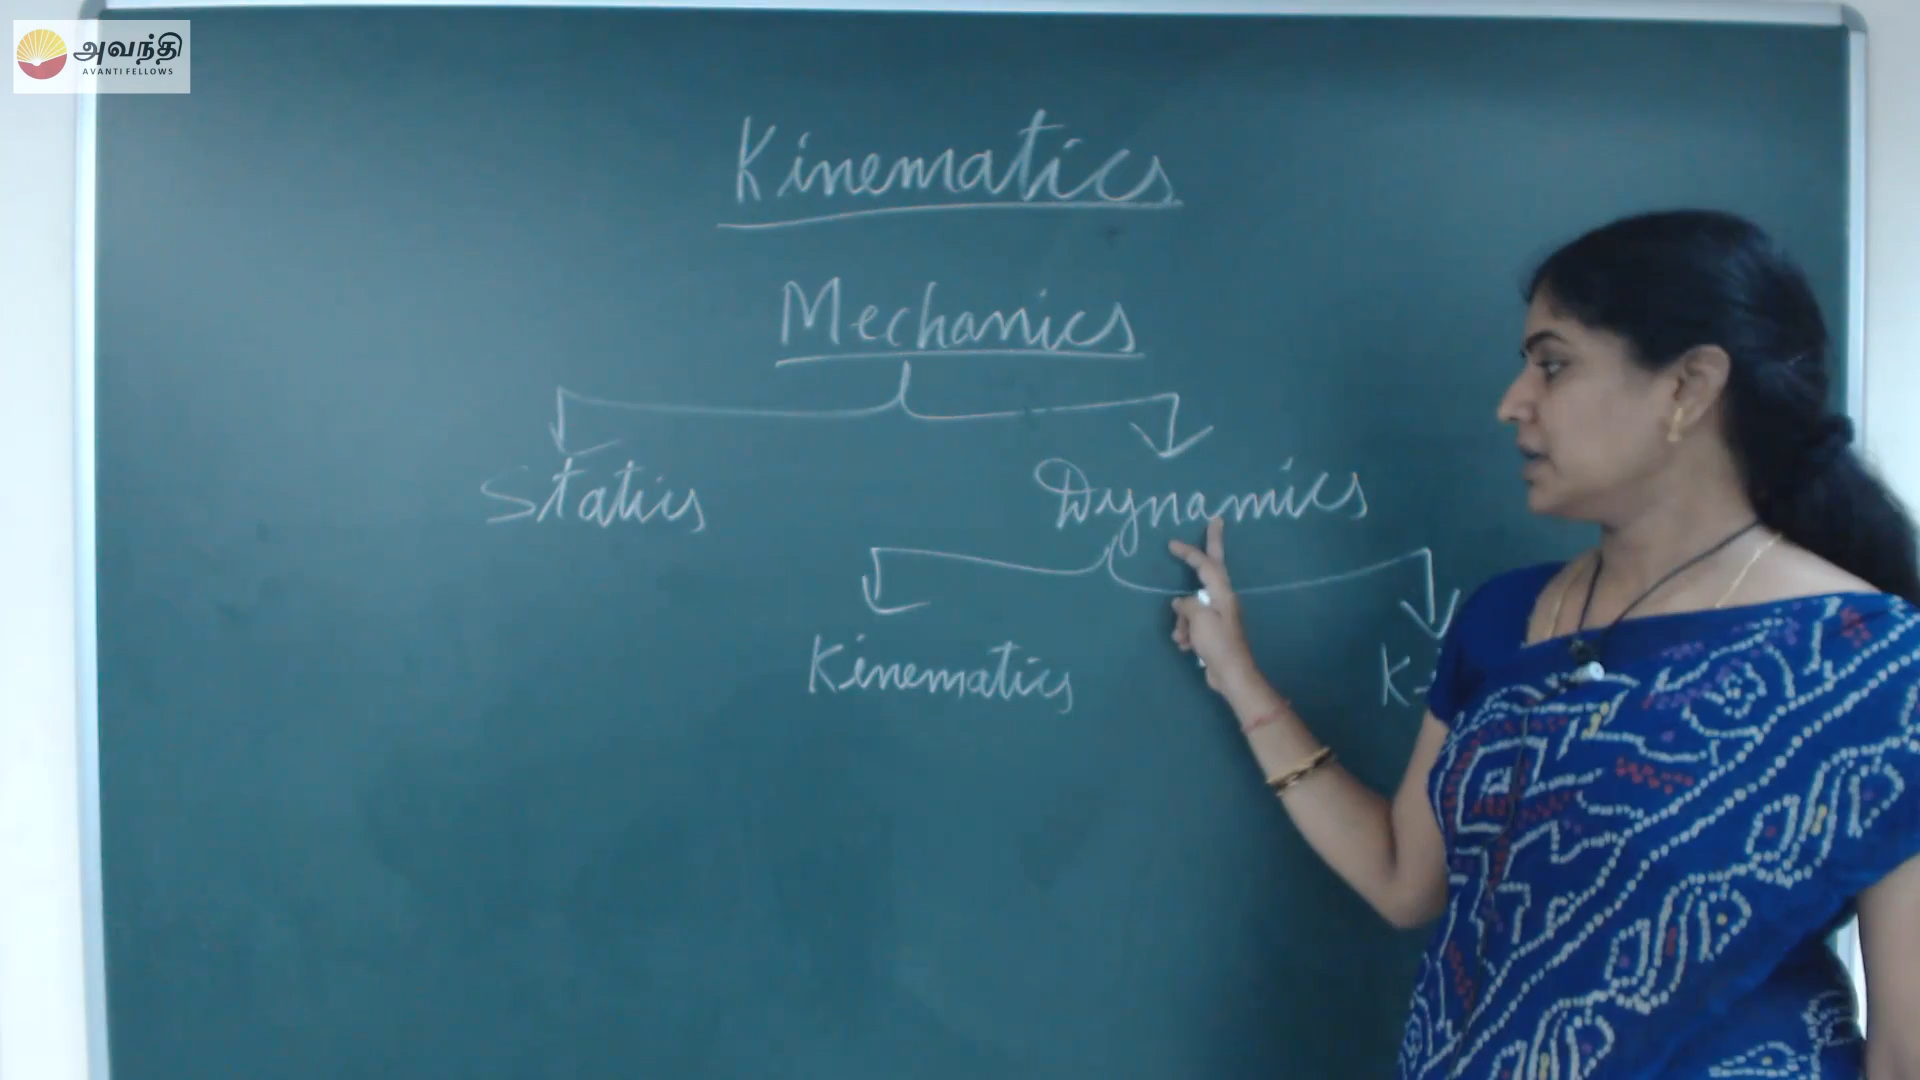 அவந்தி
AVANTI FELLOWS
Kinematics
Mechanics
Statics Dynamics
Kinematics